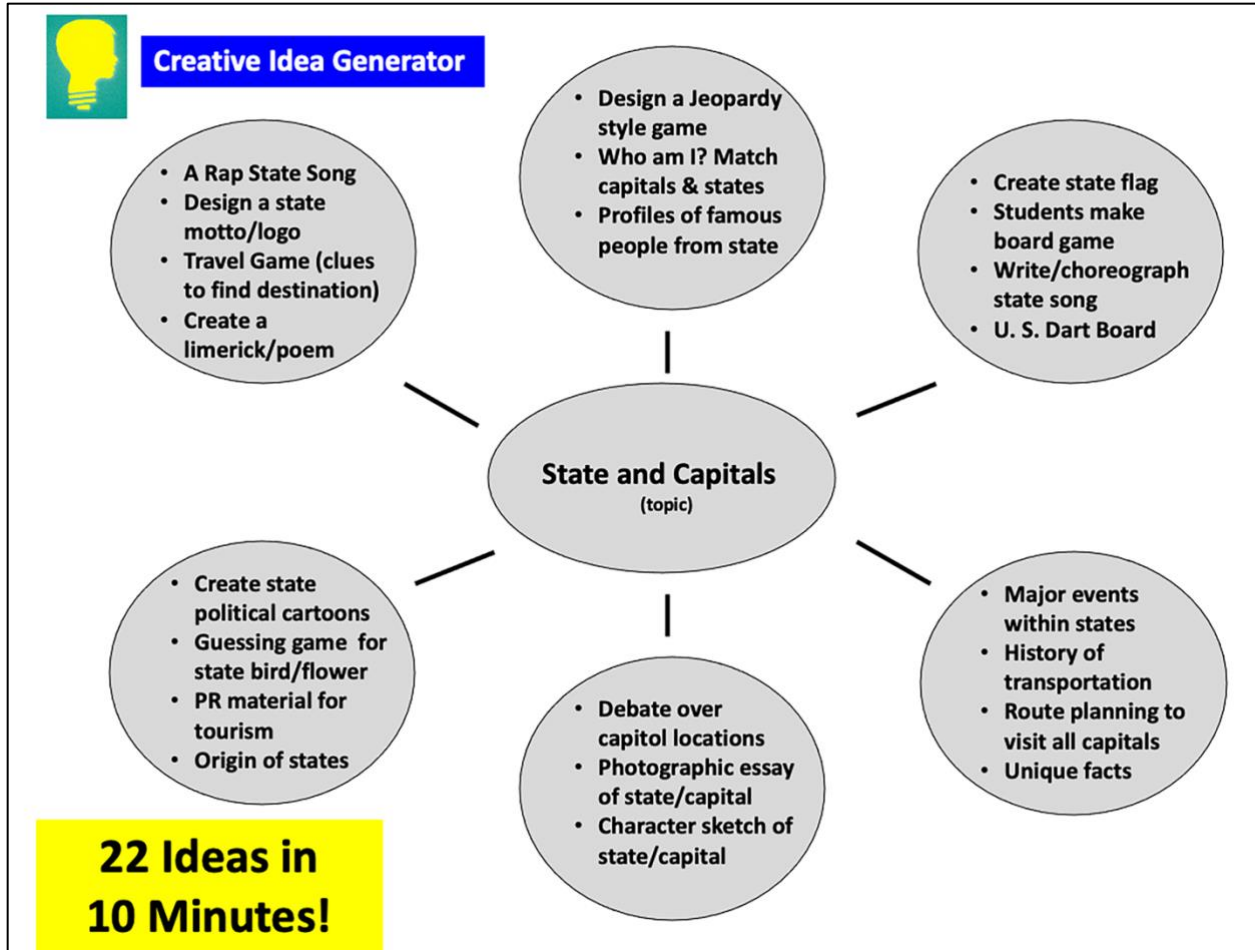 Creative Idea Generator
• A Rap State Song
• Design a state
motto/logo
• Travel Game (clues
to find destination)
• Create a
limerick/poem
• Design a Jeopardy
style game
• Who am I? Match
capitals & states
• Profiles of famous
people from state
• Create state flag
• Students make
board game
• Write/choreograph
state song
• U. S. Dart Board
State and Capitals
(topic)
• Create state
political cartoons
• Guessing game for
state bird/flower
• PR material for
tourism
• Origin of states
• Debate over
capitol locations
• Photographic essay
of state/capital
• Character sketch of
state/capital
• Major events
within states
• History of
transportation
• Route planning to
visit all capitals
• Unique facts
22 Ideas in
10 Minutes!